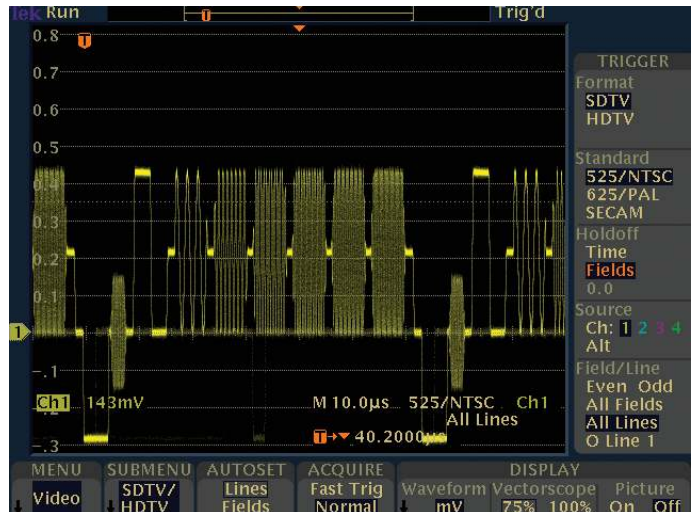 Tek Run
Trig'd
0.8
T
0.7
0.6
0.5
0.4
0.3
0.2
0.1
1
-.1
Ch1 143mV M 10.0µs 525/NTSC Ch1
All Lines
T→▾ 40.2000µs
-.3
TRIGGER
Format
SDTV
HDTV
Standard
525/NTSC
625/PAL
SECAM
Holdoff
Time
Fields
0.0
Source
Ch: 1 2 3 4
Alt
Field/Line
Even Odd
All Fields
All Lines
O Line 1
MENU SUBMENU AUTOSET ACQUIRE DISPLAY
Video
SDTV/
HDTV
Lines
Fields
Fast Trig
Normal
Waveform Vectorscope Picture
mV 75% 100% On Off